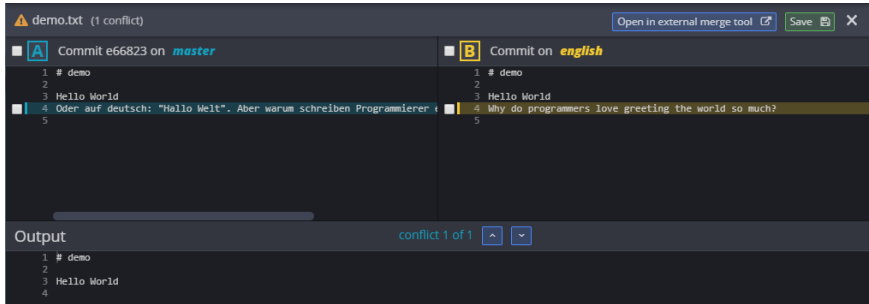 demo.txt (1 conflict)
Open in external merge tool
Save
A Commit e66823 on master
B Commit on english
1 # demo
2
3 Hello World
4 Oder auf deutsch: "Hallo Welt". Aber warum schreiben Programmierer
5
1 # demo
2
3 Hello World
4 Why do programmers love greeting the world so much?
5
Output
conflict 1 of 1
1 # demo
2
3 Hello World
4